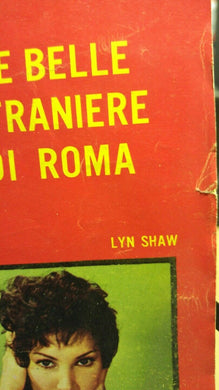 E BELLE
TRANIERE
DI ROMA
LYN SHAW